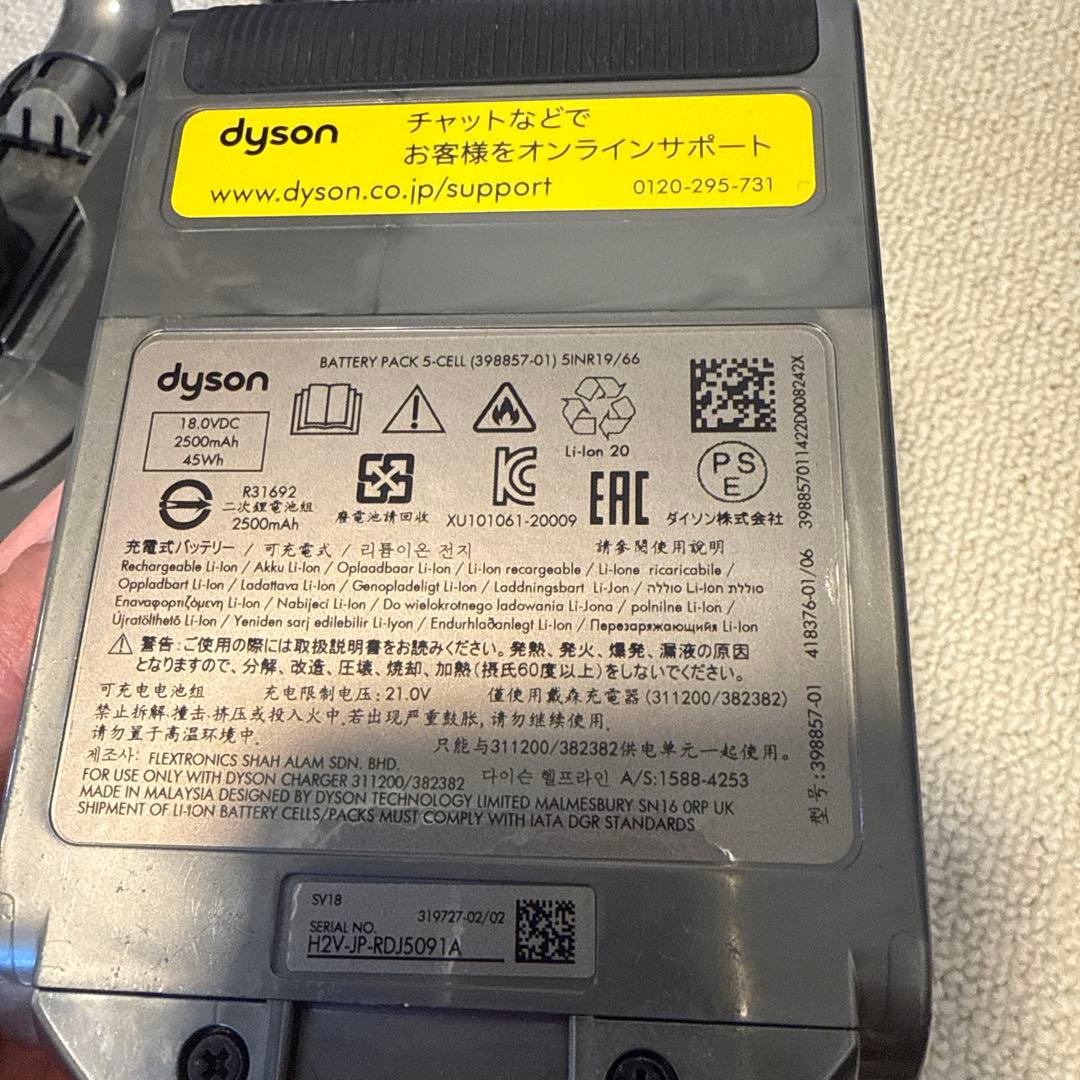 dyson
チャットなどで
お客様をオンラインサポート
www.dyson.co.jp/support
0120-295-731
BATTERY PACK 5-CELL (398857-01) 5INR19/66
dyson
18.0VDC
2500mAh
45Wh
Li-Ion 20
R31692
二次鋰電池組
2500mAh
廢電池請回收
XU101061-20009
EAC
PSE
ダイソン株式会社
398857011422D008242X
充電式バッテリー / 可充電式 / 리튬이온 전지
請參閱使用說明
Rechargeable Li-Ion / Akku Li-Ion / Oplaadbaar Li-Ion / Li-Ion recargeable / Li-Ione ricaricabile /
Oppladbart Li-Ion / Ladattava Li-Ion / Genopladeligt Li-Ion / Laddningsbart Li-Jon / סוללת Li-Ion סוללה
Επαναφορτιζόμενη Li-Ion / Nabíjecí Li-Ion / Do wielokrotnego ladowania Li-Jona / polnilne Li-Ion /
Újratölthető Li-Ion / Yeniden sarj edilebilir Li-Iyon / Endurhlaðanlegt Li-Ion / Перезаряжающийся Li-Ion
警告:ご使用の際には取扱説明書をお読みください。発熱、発火、爆発、漏液の原因
となりますので、分解、改造、圧壊、焼却、加熱(摂氏60度以上)をしないでください。
可充电电池组 充电限制电压:21.0V 僅使用戴森充電器(311200/382382)
禁止拆解,撞击,挤压或投入火中.若出现严重鼓胀,请勿继续使用.
请勿置于高温环境中.
只能与311200/382382供电单元一起使用。
제조사: FLEXTRONICS SHAH ALAM SDN. BHD.
FOR USE ONLY WITH DYSON CHARGER 311200/382382 다이슨 헬프라인 A/S:1588-4253
MADE IN MALAYSIA DESIGNED BY DYSON TECHNOLOGY LIMITED MALMESBURY SN16 0RP UK
SHIPMENT OF LI-ION BATTERY CELLS/PACKS MUST COMPLY WITH IATA DGR STANDARDS
型号:398857-01 418376-01/06
SV18
319727-02/02
SERIAL NO.
H2V-JP-RDJ5091A